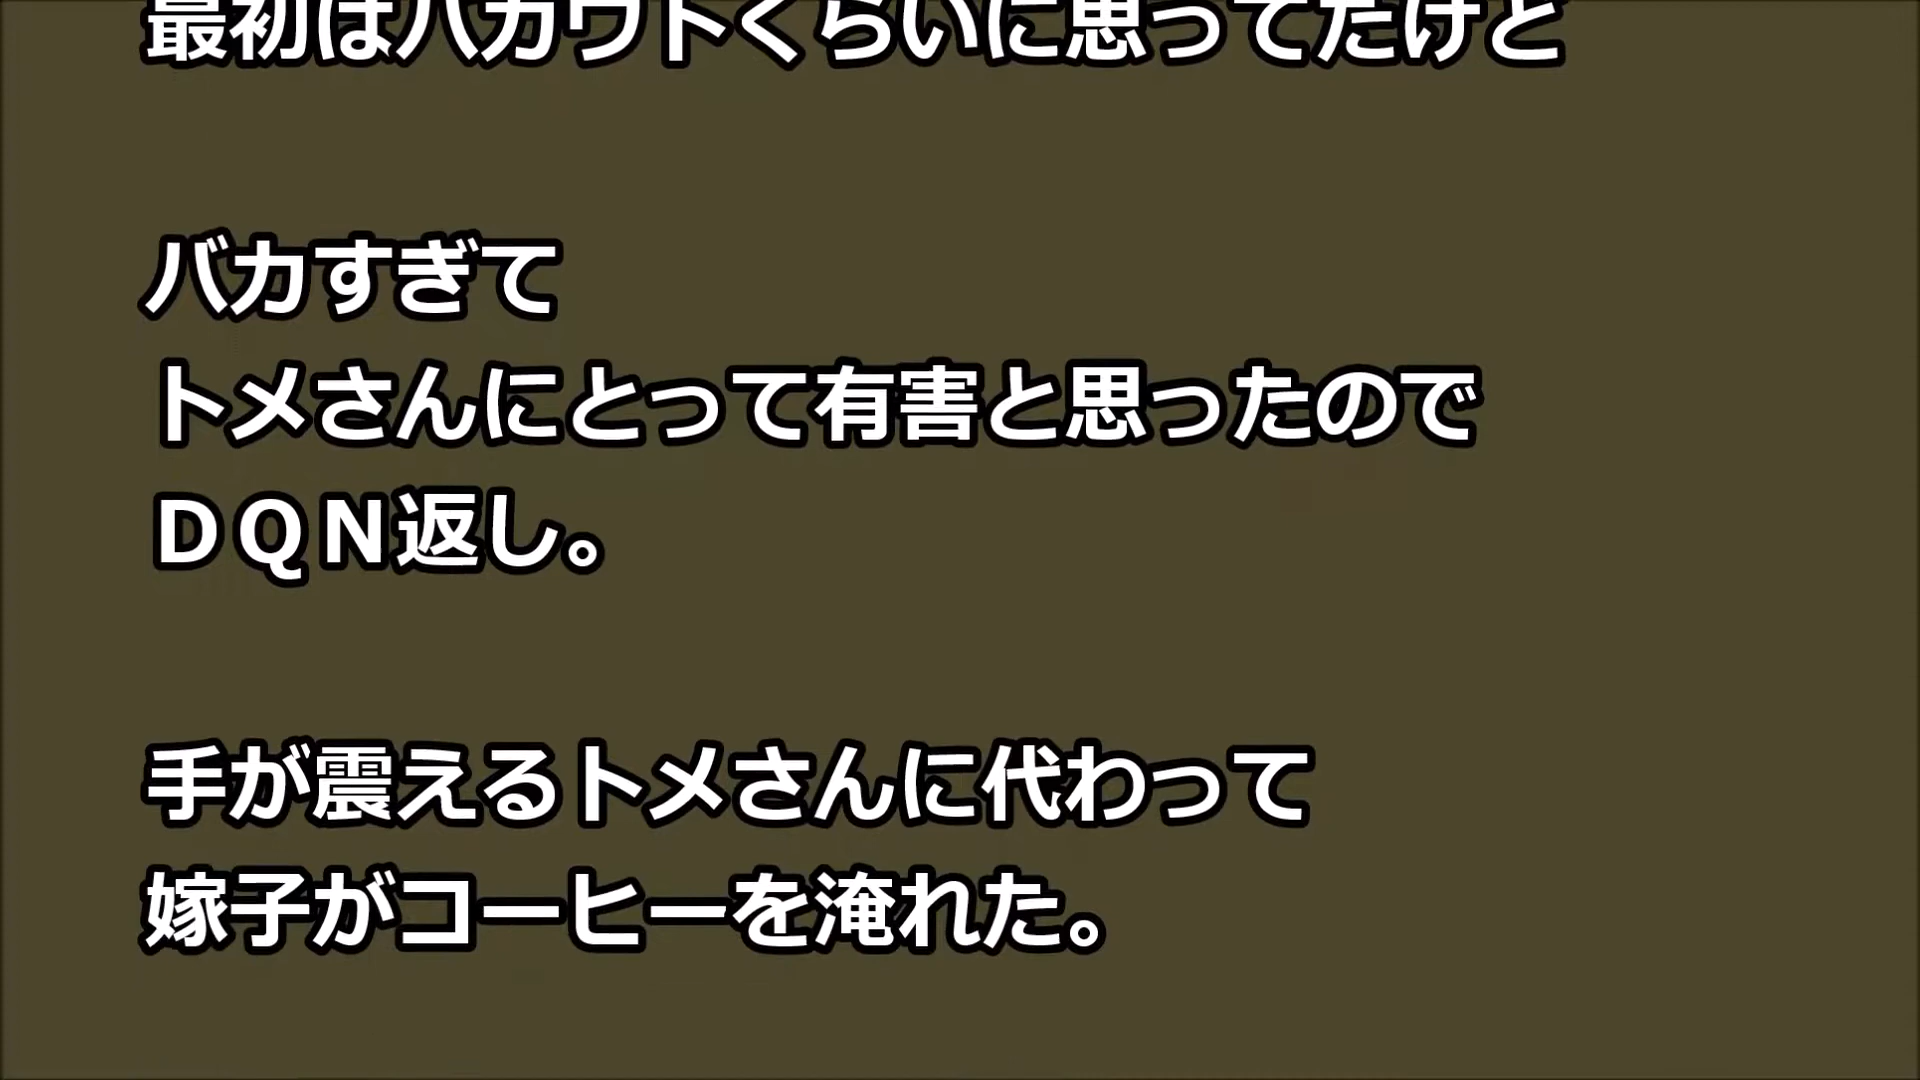 最初はバカウトくらいに思ってたけど
バカすぎて
トメさんにとって有害と思ったので
ＤＱＮ返し。
手が震えるトメさんに代わって
嫁子がコーヒーを淹れた。